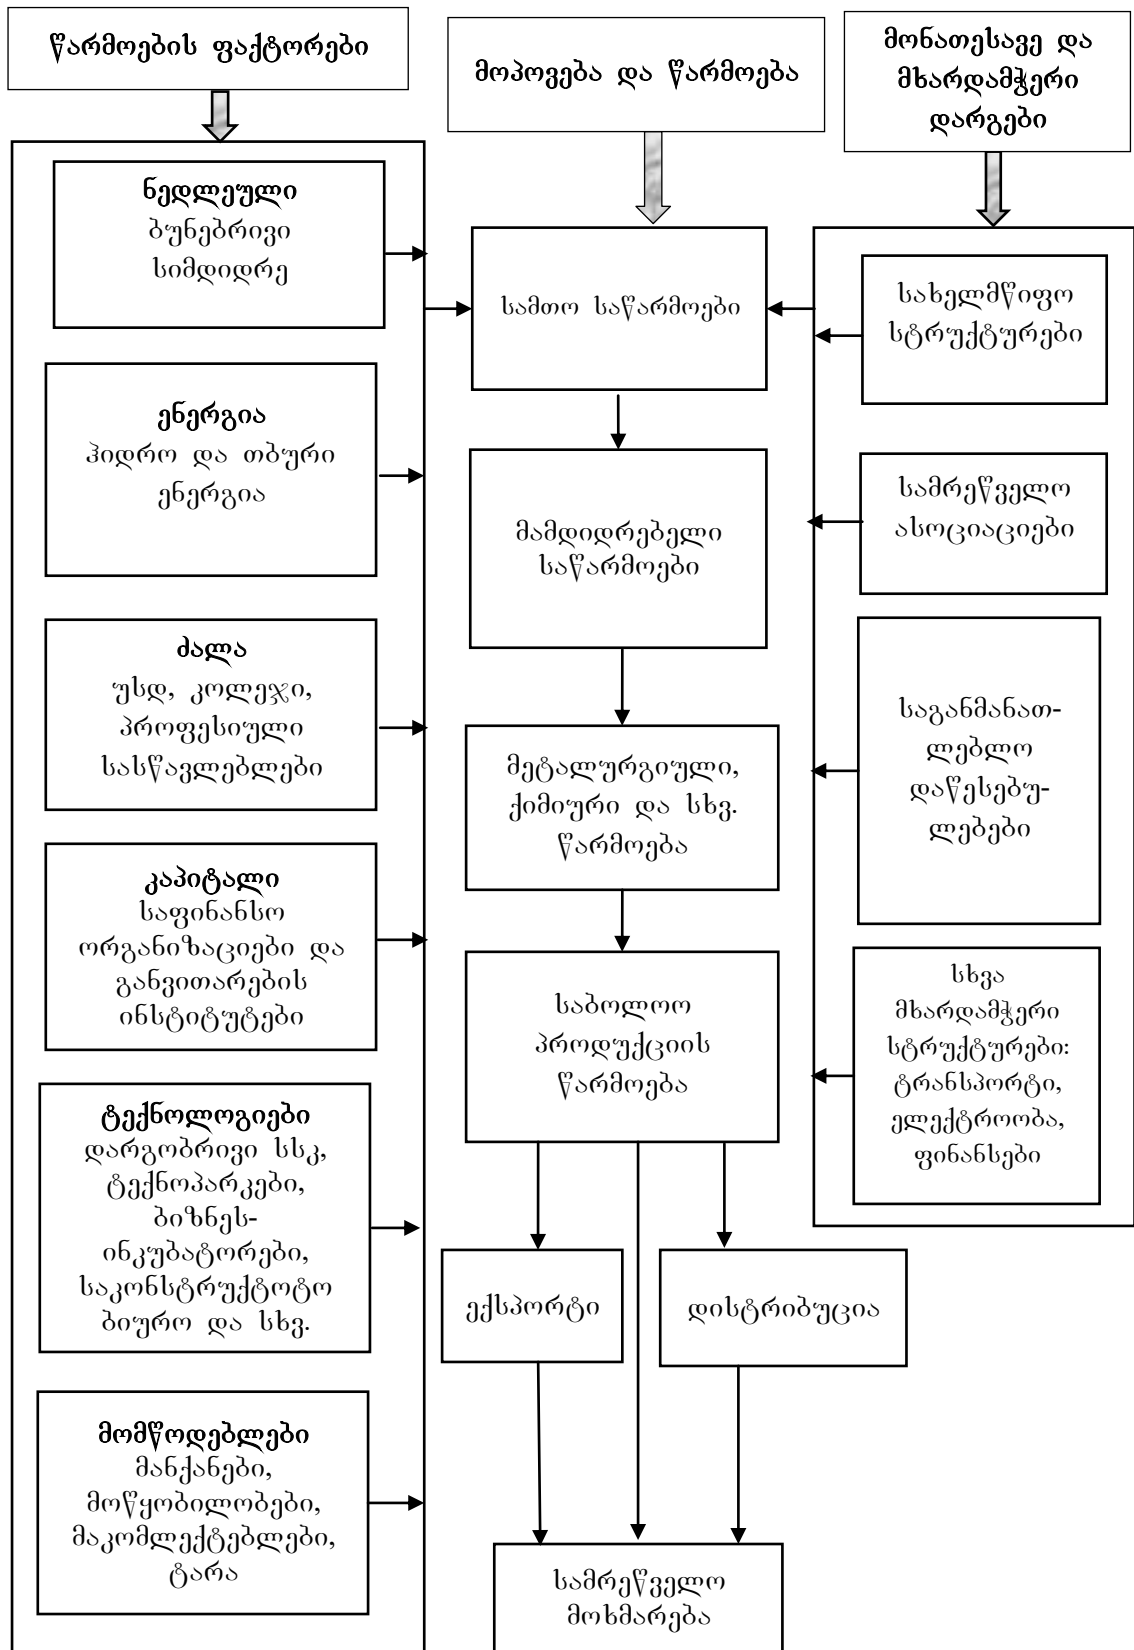 წარმოების ფაქტორები
ნედლეული
ბუნებრივი
სიმდიდრე
ენერგია
ჰიდრო და თბური
ენერგია
ძალა
უსდ, კოლეჯი,
პროფესიული
სასწავლებლები
კაპიტალი
საფინანსო
ორგანიზაციები და
განვითარების
ინსტიტუტები
ტექნოლოგიები
დარგობრივი სსკ,
ტექნოპარკები,
ბიზნეს-
ინკუბატორები,
საკონსტრუქტოტო
ბიურო და სხვ.
მომწოდებლები
მანქანები,
მოწყობილობები,
მაკომლექტებლები,
ტარა
მოპოვება და წარმოება
სამთო საწარმოები
მამდიდრებელი
საწარმოები
მეტალურგიული,
ქიმიური და სხვ.
წარმოება
საბოლოო
პროდუქციის
წარმოება
ექსპორტი
დისტრიბუცია
სამრეწველო
მოხმარება
მონათესავე და
მხარდამჭერი
დარგები
სახელმწიფო
სტრუქტურები
სამრეწველო
ასოციაციები
საგანმანათ-
ლებლო
დაწესებუ-
ლებები
სხვა
მხარდამჭერი
სტრუქტურები:
ტრანსპორტი,
ელექტროობა,
ფინანსები